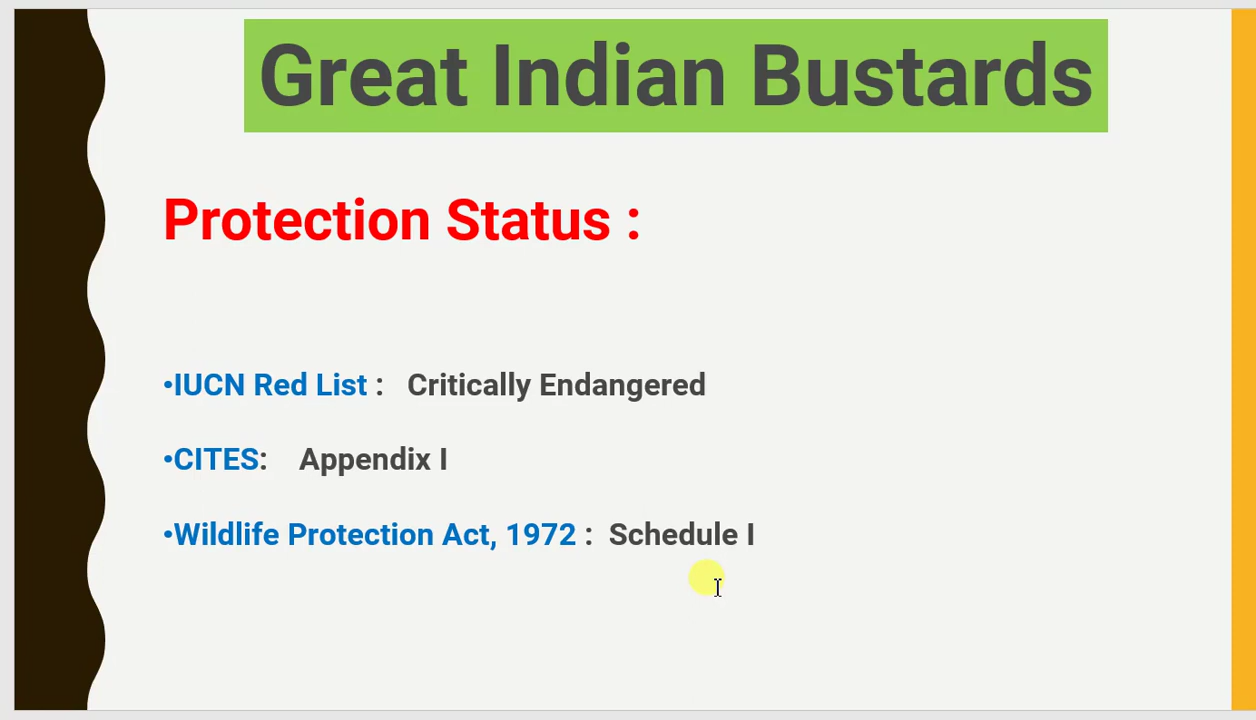 Great Indian Bustards
Protection Status :
•IUCN Red List : Critically Endangered
•CITES: Appendix I
•Wildlife Protection Act, 1972 : Schedule I